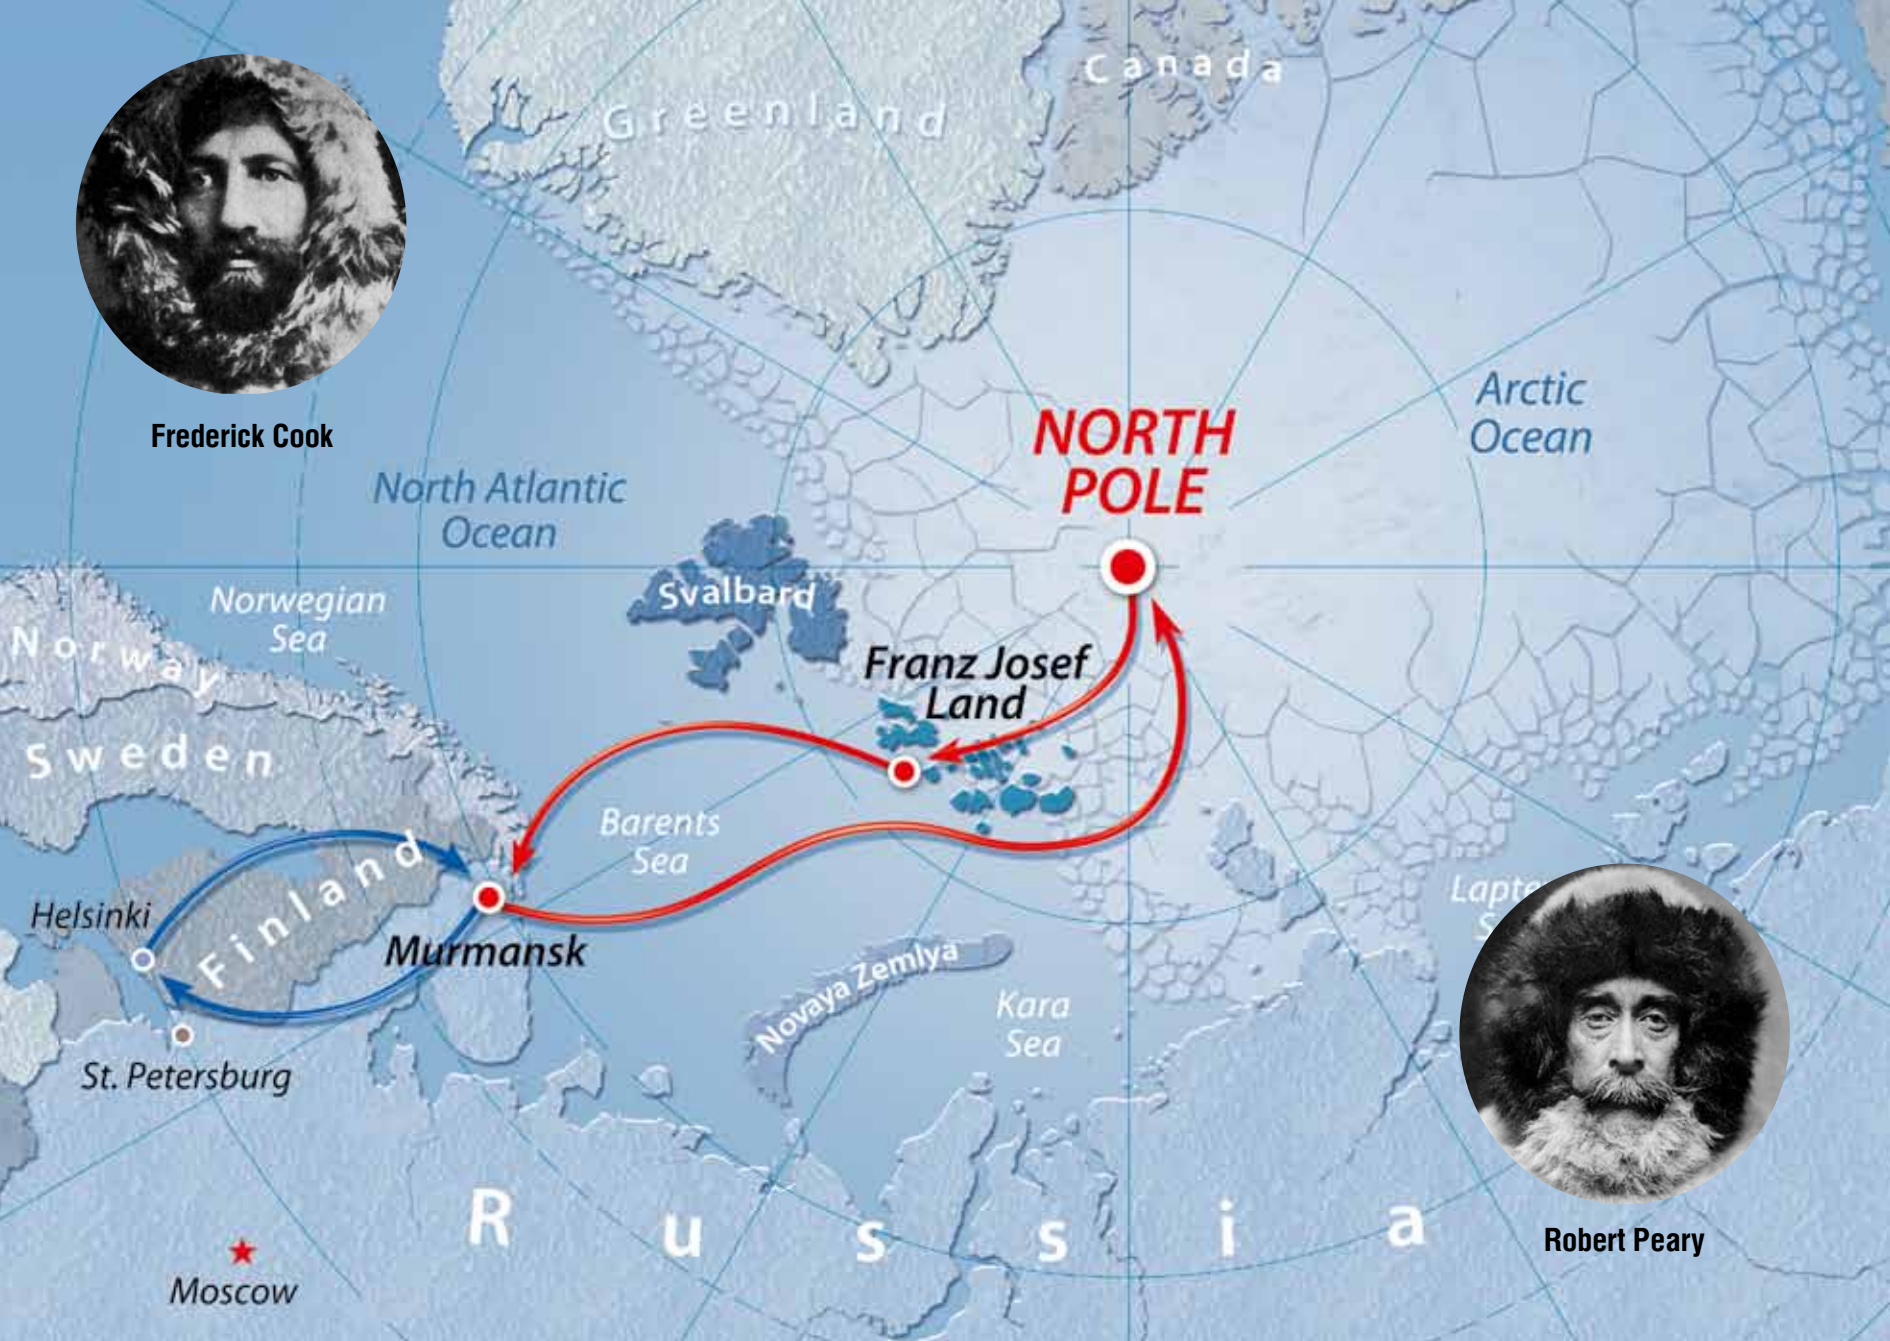 Canada
Greenland
Frederick Cook
Arctic
Ocean
NORTH
POLE
North Atlantic
Ocean
Svalbard
Norwegian
Sea
Norway
Franz Josef
Land
Sweden
Barents
Sea
Finland
Helsinki
Murmansk
Novaya Zemlya
Kara
Sea
St. Petersburg
Russia
Robert Peary
Moscow